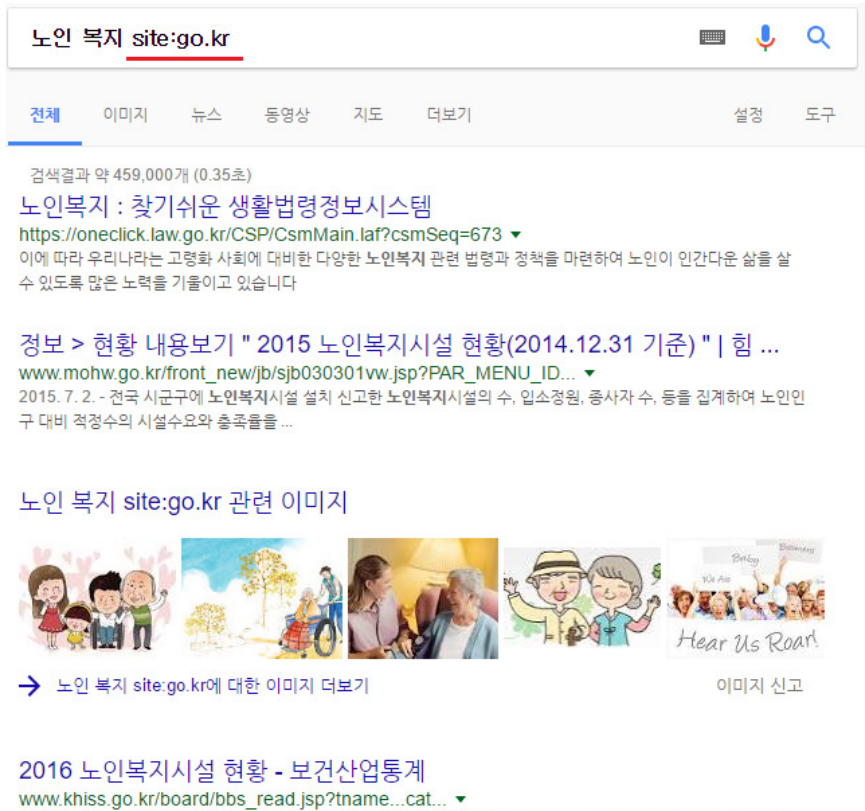 노인 복지 site:go.kr
전체 이미지 뉴스 동영상 지도 더보기 설정 도구
검색결과 약 459,000개 (0.35초)
노인복지 : 찾기쉬운 생활법령정보시스템
https://oneclick.law.go.kr/CSP/CsmMain.laf?csmSeq=673
이에 따라 우리나라는 고령화 사회에 대비한 다양한 노인복지 관련 법령과 정책을 마련하여 노인이 인간다운 삶을 살
수 있도록 많은 노력을 기울이고 있습니다
정보 > 현황 내용보기 " 2015 노인복지시설 현황(2014.12.31 기준) " | 힘 ...
www.mohw.go.kr/front_new/jb/sjb030301vw.jsp?PAR_MENU_ID...
2015. 7. 2. - 전국 시군구에 노인복지시설 설치 신고한 노인복지시설의 수, 입소정원, 종사자 수, 등을 집계하여 노인인
구 대비 적정수의 시설수요와 충족율을 ...
노인 복지 site:go.kr 관련 이미지
Baby Boomers
We Are
Hear Us Roar!
노인 복지 site:go.kr에 대한 이미지 더보기 이미지 신고
2016 노인복지시설 현황 - 보건산업통계
www.khiss.go.kr/board/bbs_read.jsp?tname...cat...